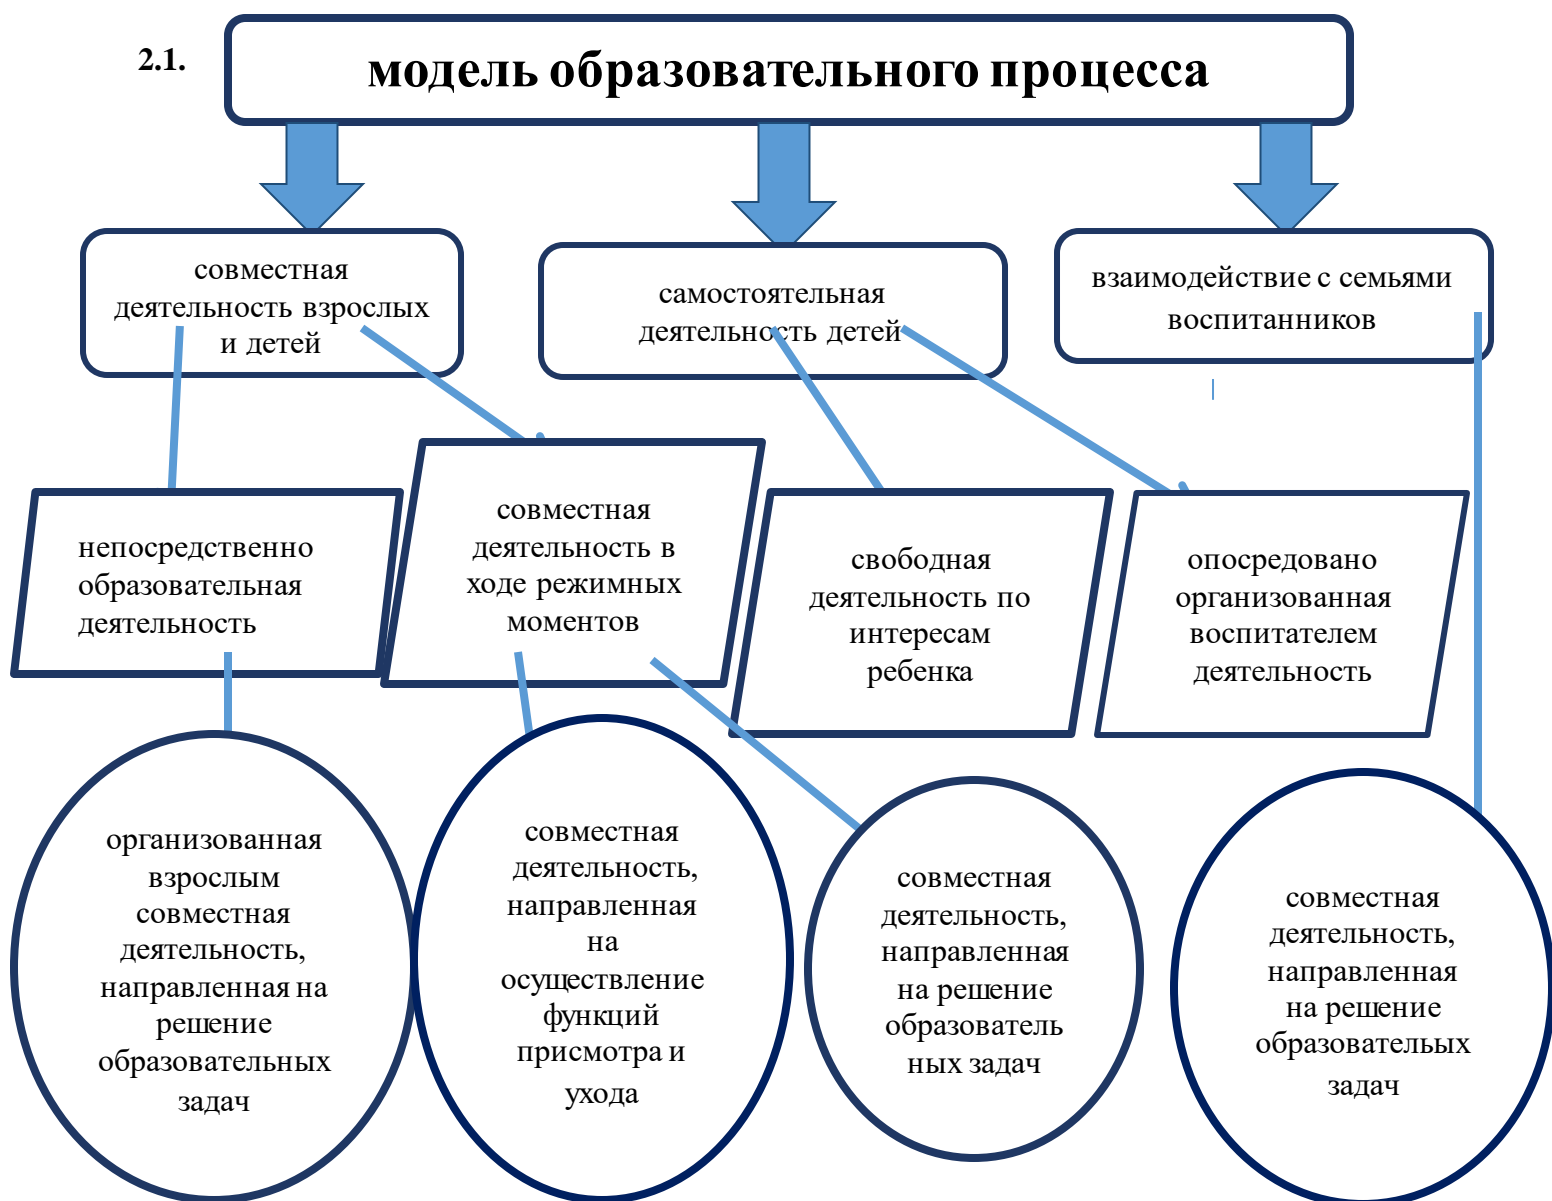 2.1.
модель образовательного процесса
совместная
деятельность взрослых
и детей
самостоятельная
деятельность детей
взаимодействие с семьями
воспитанников
непосредственно
образовательная
деятельность
совместная
деятельность в
ходе режимных
моментов
свободная
деятельность по
интересам
ребенка
опосредовано
организованная
воспитателем
деятельность
организованная
взрослым
совместная
деятельность,
направленная на
решение
образовательных
задач
совместная
деятельность,
направленная
на
осуществление
функций
присмотра и
ухода
совместная
деятельность,
направленная
на решение
образователь
ных задач
совместная
деятельность,
направленная
на решение
образовательых
задач